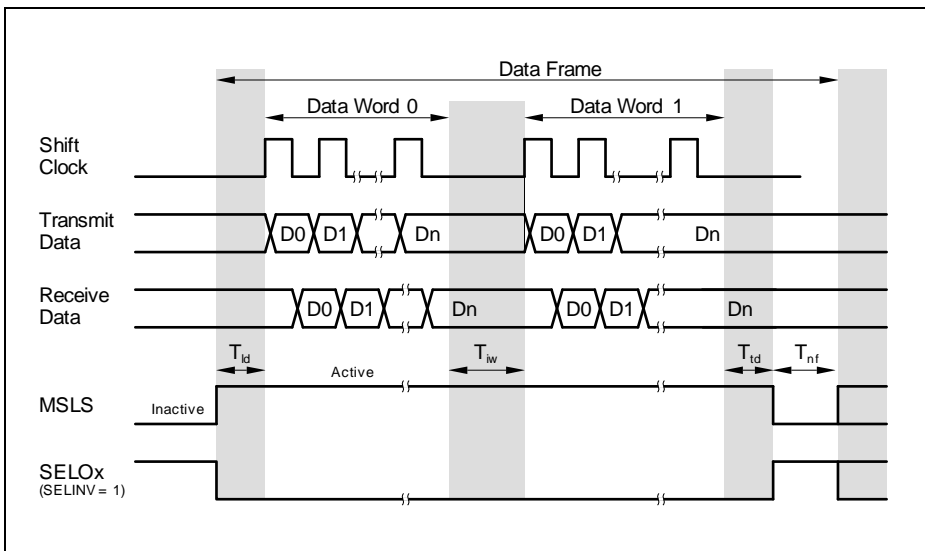 Data Frame
Data Word 0
Data Word 1
Shift
Clock
Transmit
Data
D0 D1 Dn D0 D1 Dn
Receive
Data
D0 D1 Dn D0 D1 Dn
Tld Tiw Ttd Tnf
Active
MSLS
Inactive
SELOx
(SELINV = 1)